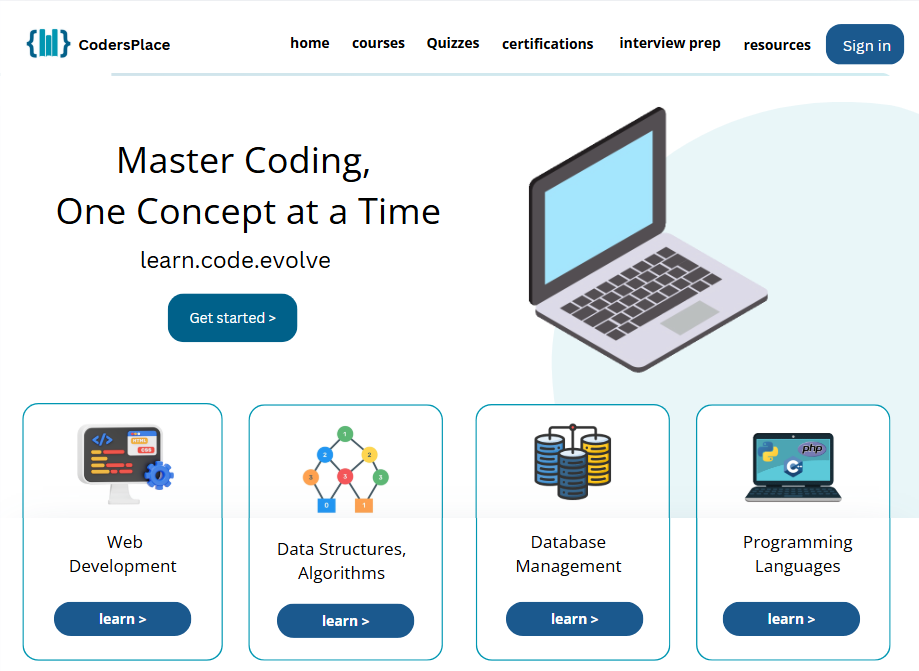 CodersPlace
home courses Quizzes certifications interview prep resources Sign in
Master Coding,
One Concept at a Time
learn.code.evolve
Get started >
</>
HTML
CSS
1
2 2
3 3 3
0 1
php
C
Web
Development
Data Structures,
Algorithms
Database
Management
Programming
Languages
learn > learn > learn > learn >